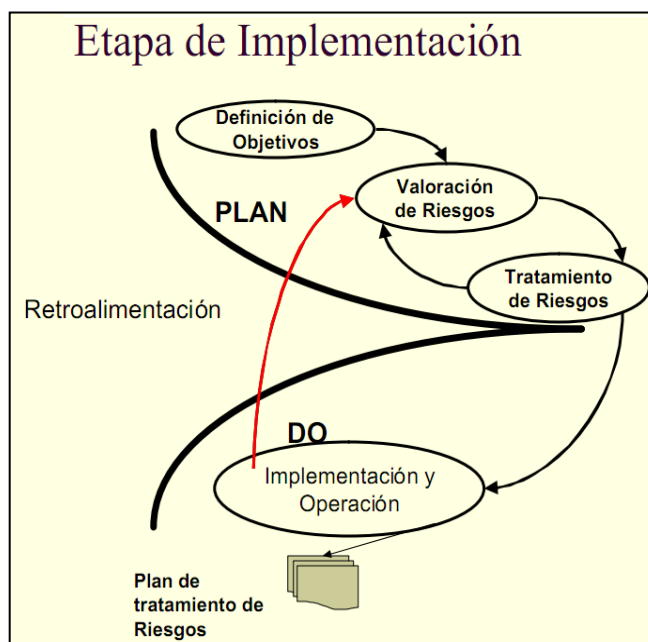 Etapa de Implementación
Definición de
Objetivos
Valoración
de Riesgos
PLAN
Tratamiento
de Riesgos
Retroalimentación
DO
Implementación y
Operación
Plan de
tratamiento de
Riesgos